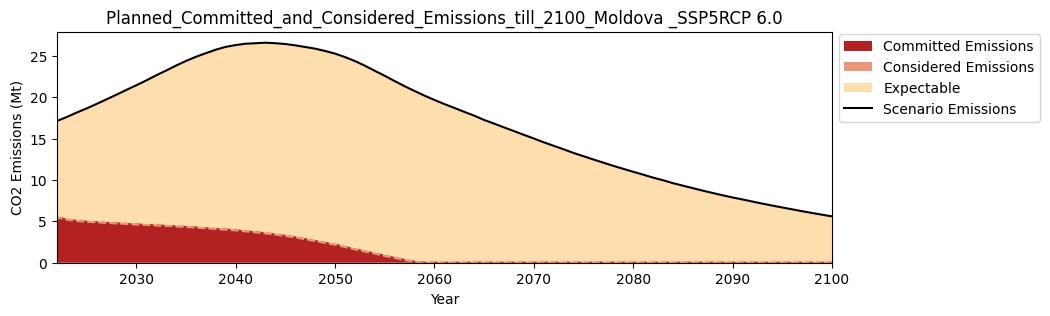 Planned_Committed_and_Considered_Emissions_till_2100_Moldova _SSP5RCP 6.0
Committed Emissions
Considered Emissions
Expectable
Scenario Emissions
CO2 Emissions (Mt)
25
20
15
10
5
0
2030 2040 2050 2060 2070 2080 2090 2100
Year